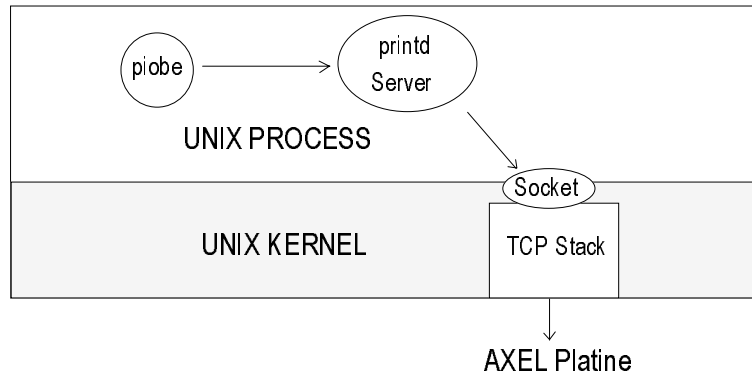 piobe
printd
Server
UNIX PROCESS
Socket
UNIX KERNEL
TCP Stack
AXEL Platine